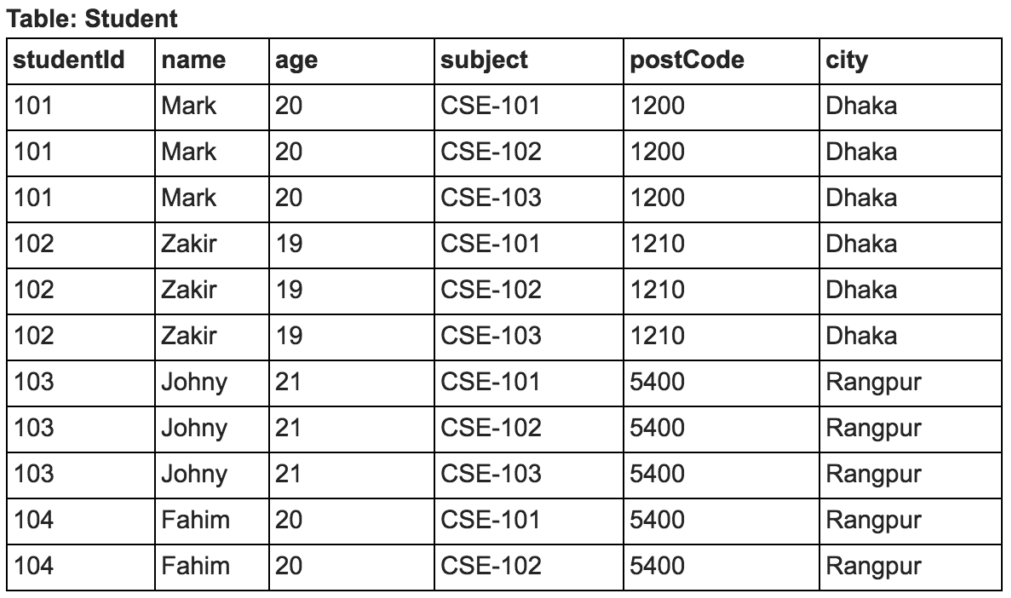 Table: Student
studentId name age subject postCode city
101 Mark 20 CSE-101 1200 Dhaka
101 Mark 20 CSE-102 1200 Dhaka
101 Mark 20 CSE-103 1200 Dhaka
102 Zakir 19 CSE-101 1210 Dhaka
102 Zakir 19 CSE-102 1210 Dhaka
102 Zakir 19 CSE-103 1210 Dhaka
103 Johny 21 CSE-101 5400 Rangpur
103 Johny 21 CSE-102 5400 Rangpur
103 Johny 21 CSE-103 5400 Rangpur
104 Fahim 20 CSE-101 5400 Rangpur
104 Fahim 20 CSE-102 5400 Rangpur